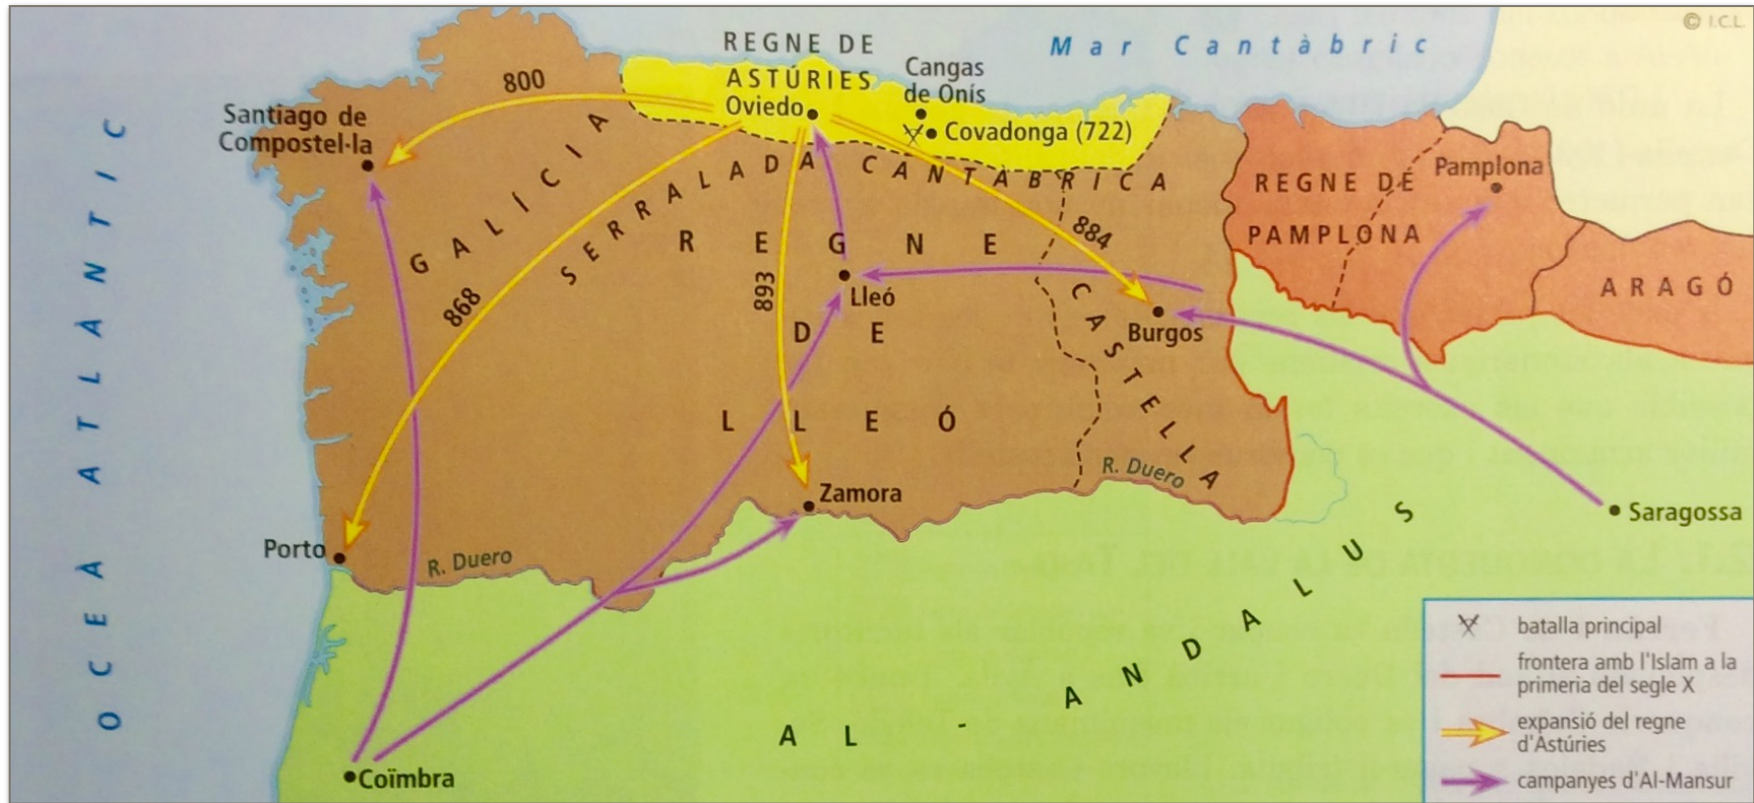 © I.C.L.
REGNE DE
ASTÚRIES
Mar Cantàbric
Cangas
de Onís
800
Oviedo
Covadonga (722)
Santiago de
Compostel·la
OCEÀ ATLÀNTIC
GALÍCIA
SERRALADA CANTÀBRICA
Pamplona
REGNE DE
PAMPLONA
ARAGÓ
REGNE
DE
LLEÓ
884
868
893
Lleó
Burgos
CASTELLA
R. Duero
Zamora
Saragossa
Porto
R. Duero
AL-ANDALUS
Coïmbra
batalla principal
frontera amb l'Islam a la
primeria del segle X
expansió del regne
d'Astúries
campanyes d'Al-Mansur